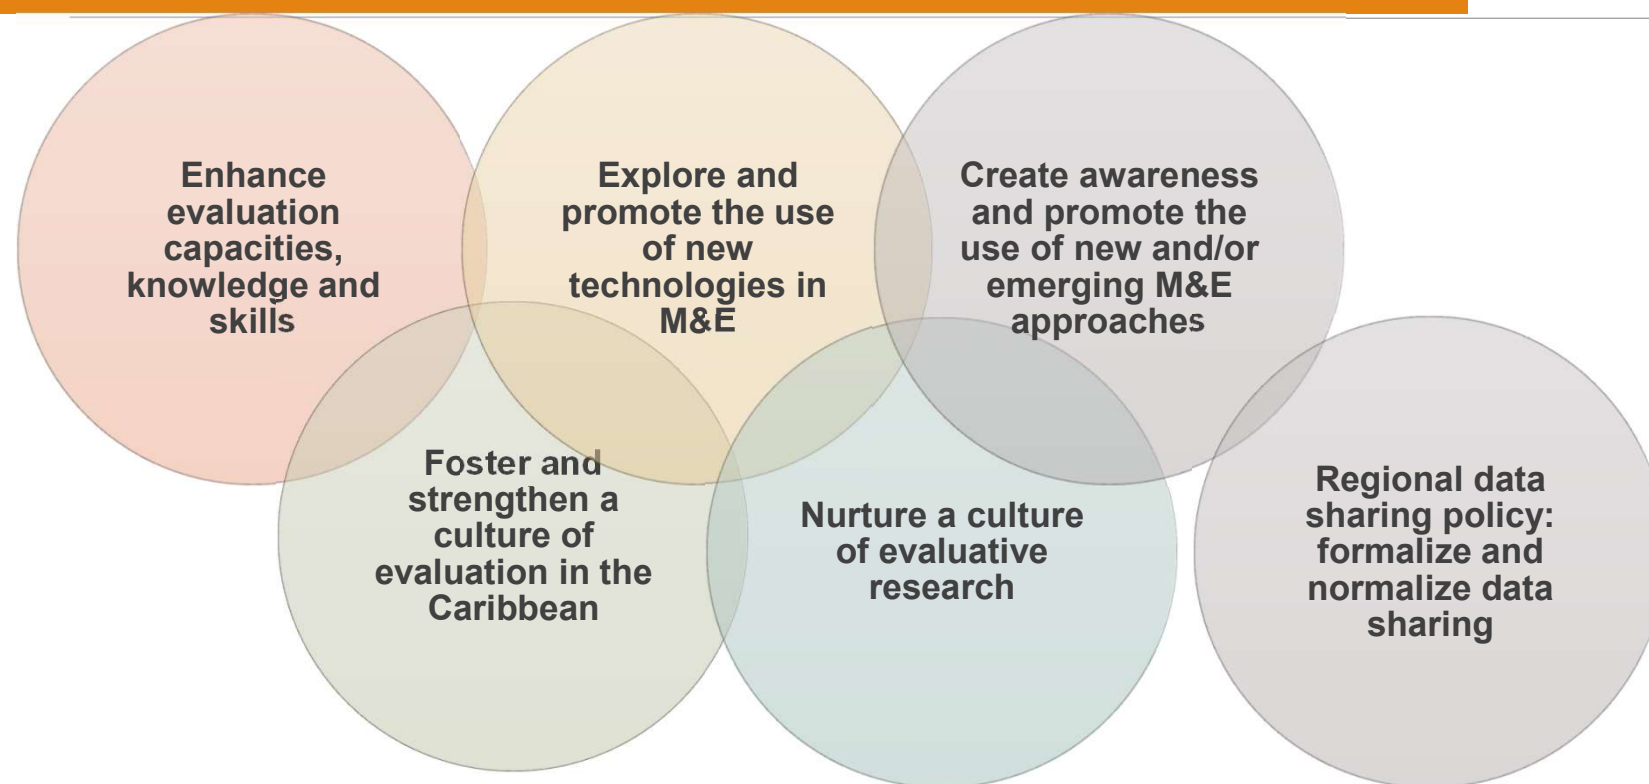 Enhance
evaluation
capacities,
knowledge and
skills
Explore and
promote the use
of new
technologies in
M&E
Create awareness
and promote the
use of new and/or
emerging M&E
approaches
Foster and
strengthen a
culture of
evaluation in the
Caribbean
Nurture a culture
of evaluative
research
Regional data
sharing policy:
formalize and
normalize data
sharing